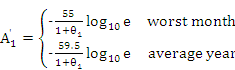 A'₁ = { -55/(1+θ₁) log₁₀ e worst month
-59.5/(1+θ₁) log₁₀ e average year